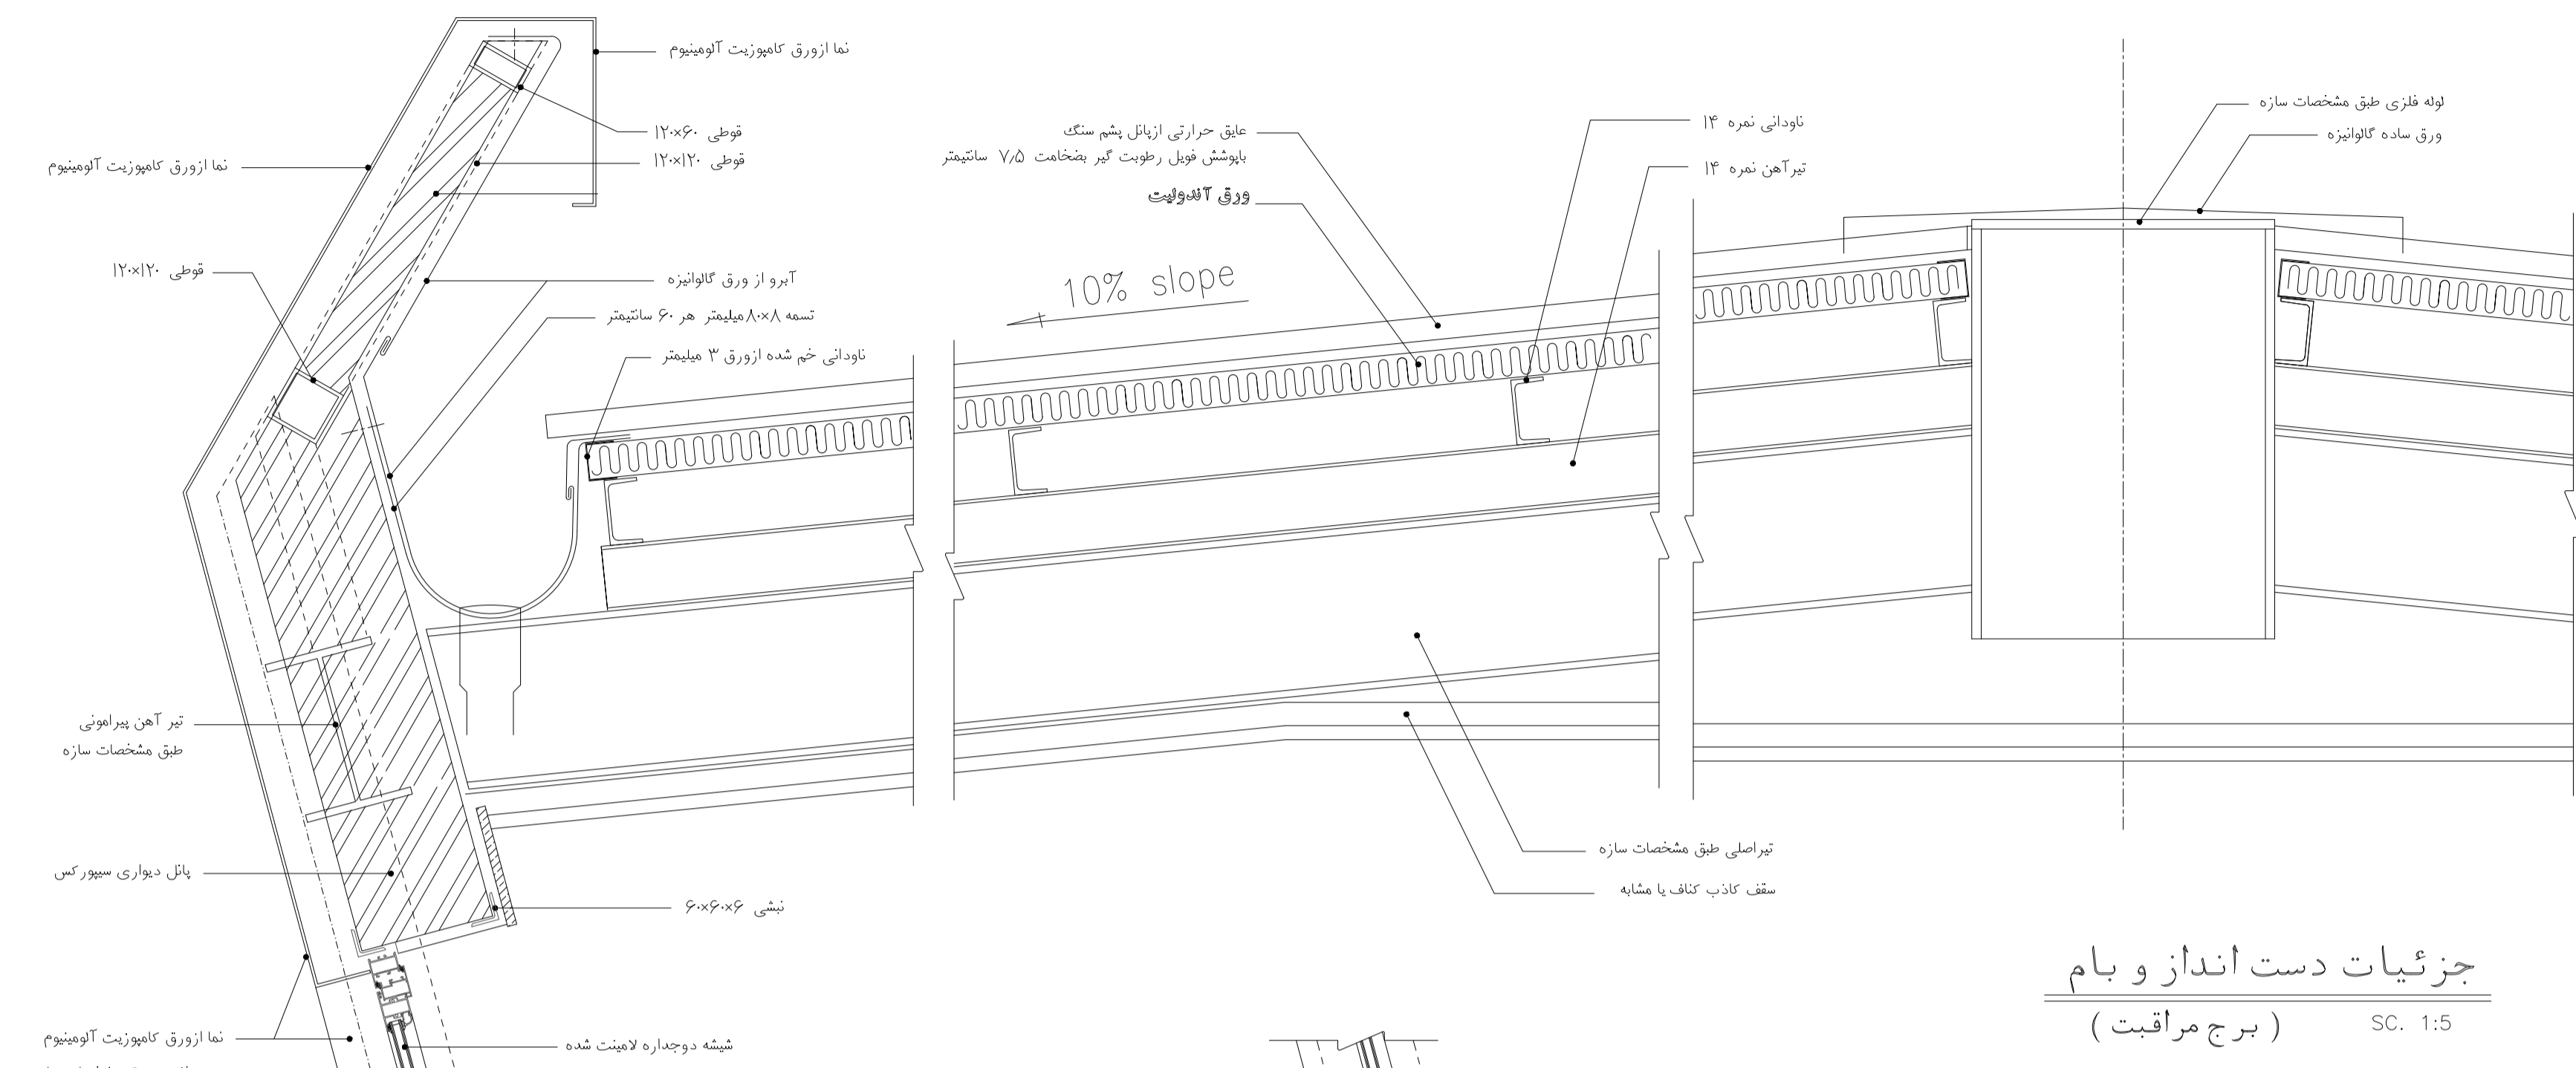 نما ازورق کامپوزیت آلومینیوم
قوطی ۱۲۰×۶۰
قوطی ۱۲۰×۱۲۰
نما ازورق کامپوزیت آلومینیوم
قوطی ۱۲۰×۱۲۰
آبرو از ورق گالوانیزه
تسمه ۸۰×۸ میلیمتر هر ۶۰ سانتیمتر
ناودانی خم شده ازورق ۳ میلیمتر
عایق حرارتی ازپانل پشم سنگ
باپوشش فویل رطوبت گیر بضخامت ۷٫۵ سانتیمتر
ورق آندولیت
10% slope
ناودانی نمره ۱۴
تیرآهن نمره ۱۴
لوله فلزی طبق مشخصات سازه
ورق ساده گالوانیزه
تیر آهن پیرامونی
طبق مشخصات سازه
پانل دیواری سیپورکس
نبشی ۶۰×۶۰×۶
تیراصلی طبق مشخصات سازه
سقف کاذب کناف یا مشابه
نما ازورق کامپوزیت آلومینیوم
شیشه دوجداره لامینت شده
جزئیات دست انداز و بام
( برج مراقبت )
SC. 1:5